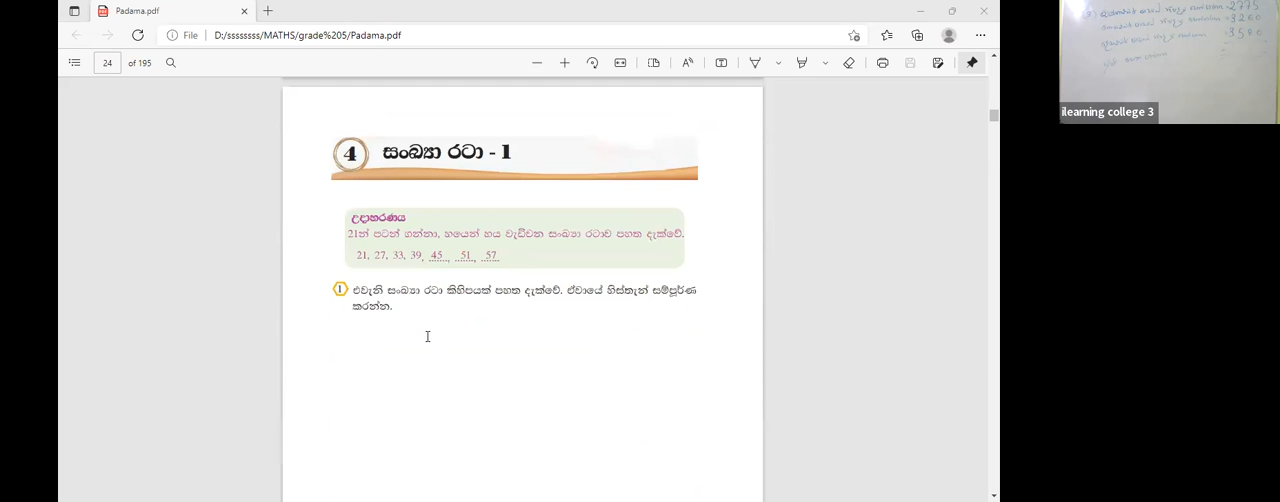 Padama.pdf
File D:/ssssssss/MATHS/grade%205/Padama.pdf
24 of 195
4 සංඛ්‍යා රටා - 1
උදාහරණය
21න් පටන් ගන්නා, හයෙන් හය වැඩිවන සංඛ්‍යා රටාව පහත දැක්වේ.
21, 27, 33, 39, 45, 51, 57
1 එවැනි සංඛ්‍යා රටා කිහිපයක් පහත දැක්වේ. ඒවායේ හිස්තැන් සම්පූර්ණ
කරන්න.
2775
ilearning college 3